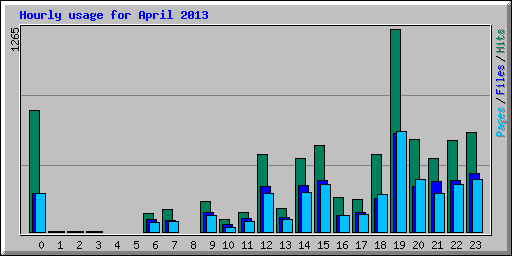 Hourly usage for April 2013
1265
Pages / Files / Hits
0 1 2 3 4 5 6 7 8 9 10 11 12 13 14 15 16 17 18 19 20 21 22 23